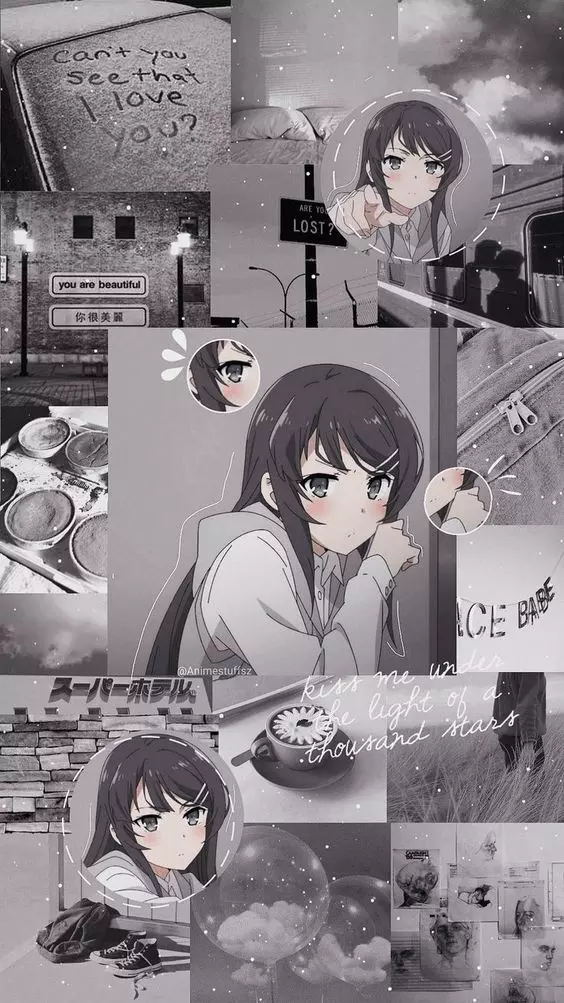 can't you
see that
I love
you?
ARE YOU
LOST?
you are beautiful
你很美麗
ACE BABE
@Animestuffsz
スーパーホテル
kiss me under
the light of a
thousand stars